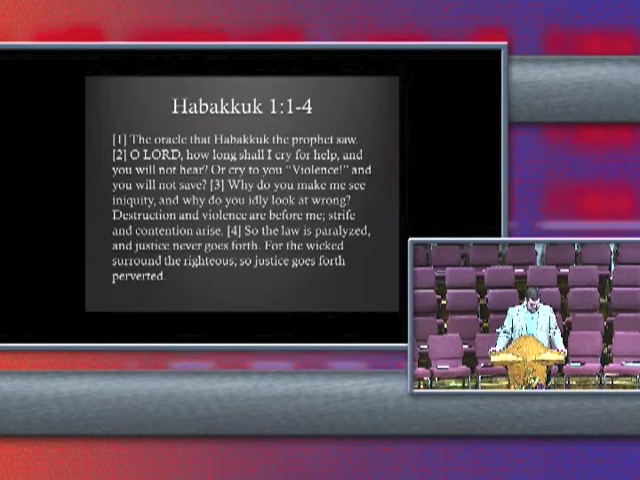 Habakkuk 1:1-4
[1] The oracle that Habakkuk the prophet saw.
[2] O LORD, how long shall I cry for help, and
you will not hear? Or cry to you "Violence!" and
you will not save? [3] Why do you make me see
iniquity, and why do you idly look at wrong?
Destruction and violence are before me; strife
and contention arise. [4] So the law is paralyzed,
and justice never goes forth. For the wicked
surround the righteous; so justice goes forth
perverted.